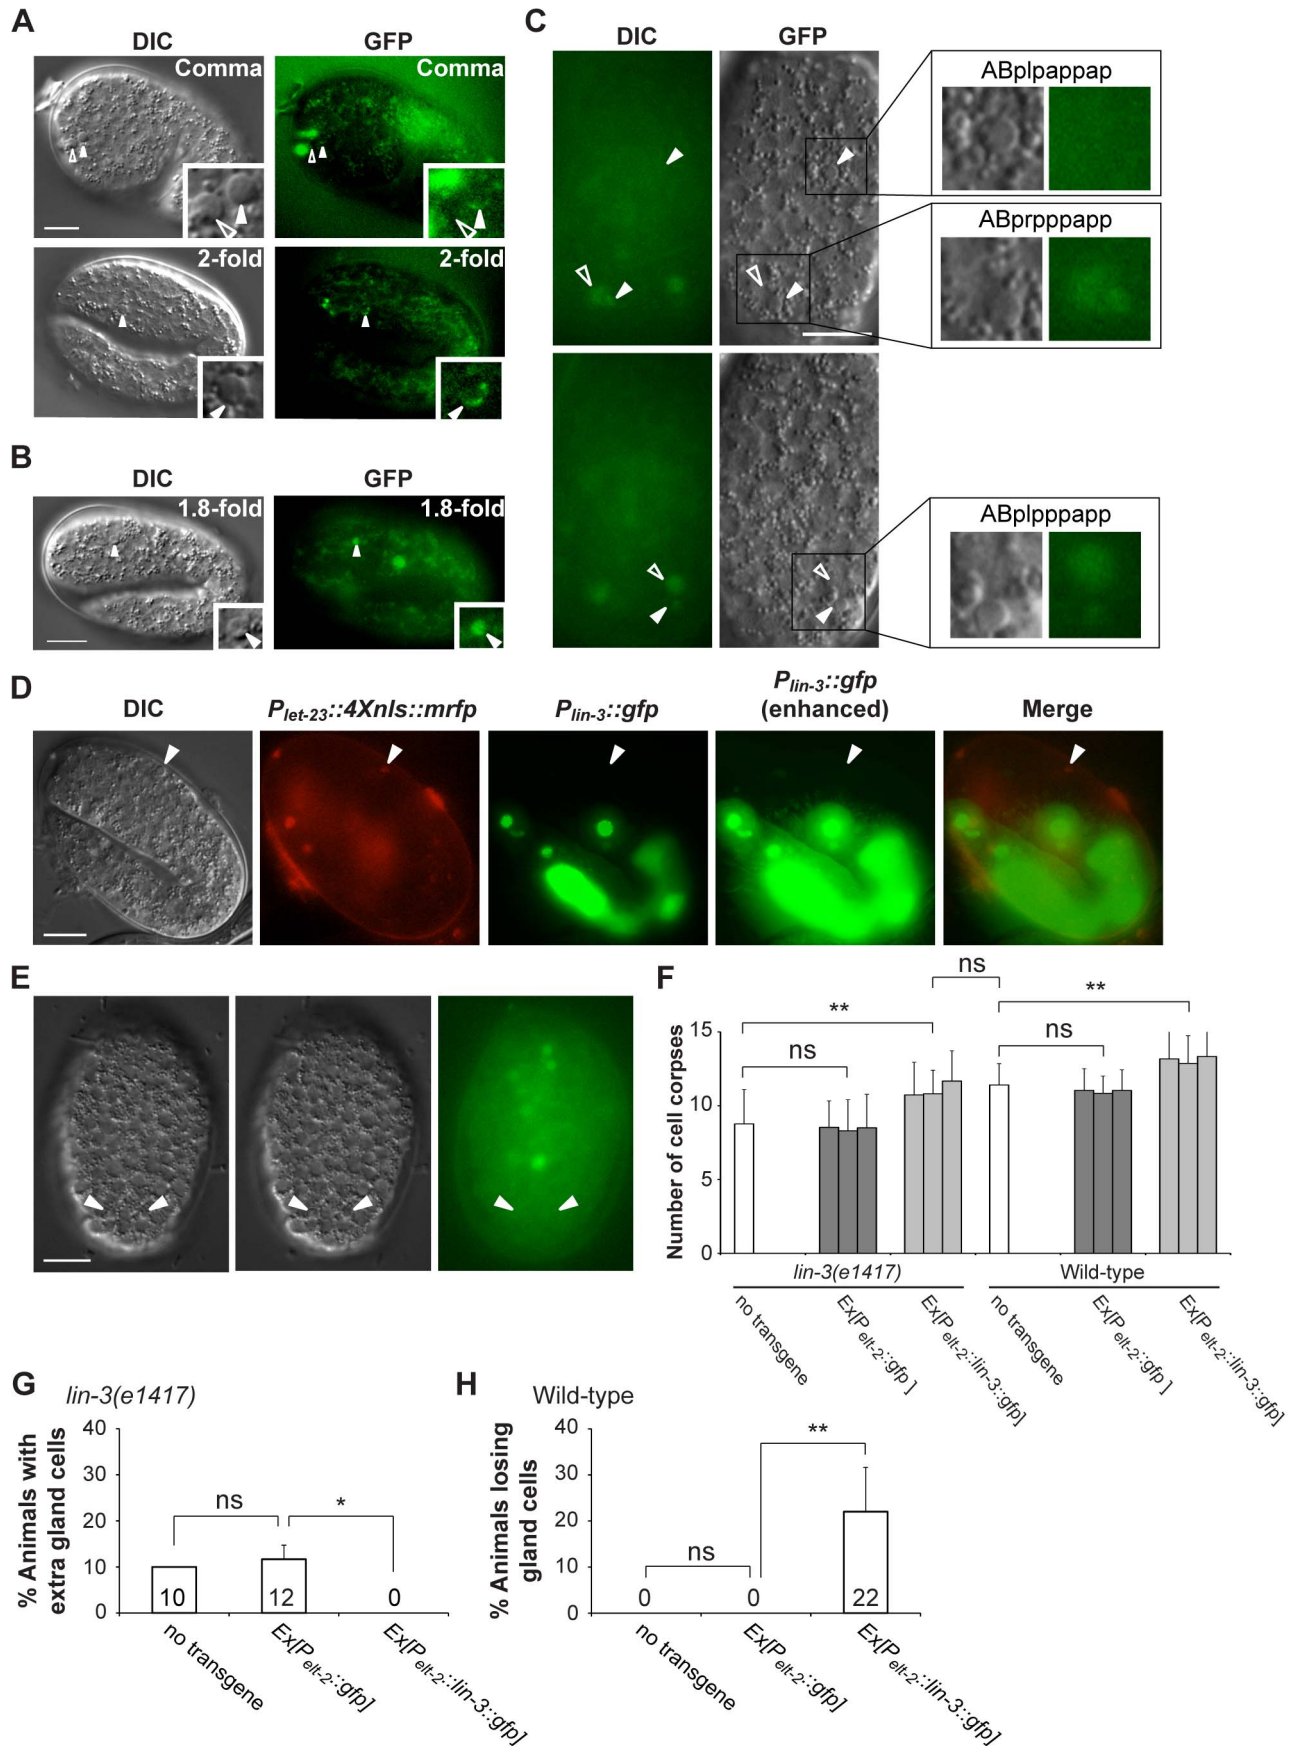 A
DIC
GFP
Comma
Comma
2-fold
2-fold
B
DIC
GFP
1.8-fold
1.8-fold
C
DIC
GFP
ABplpappap
ABprpppapp
ABplpppapp
D
DIC
Plet-23::4Xnls::mrfp
Plin-3::gfp
Plin-3::gfp
(enhanced)
Merge
E
F
Number of cell corpses
15
10
5
0
ns
**
ns
ns
**
lin-3(e1417)
Wild-type
no transgene
Ex[Pelt-2::gfp ]
Ex[Pelt-2::lin-3::gfp]
no transgene
Ex[Pelt-2::gfp ]
Ex[Pelt-2::lin-3::gfp]
G
lin-3(e1417)
% Animals with
extra gland cells
40
30
20
10
0
ns
*
10
12
0
no transgene
Ex[Pelt-2::gfp]
Ex[Pelt-2::lin-3::gfp]
H
Wild-type
% Animals losing
gland cells
40
30
20
10
0
ns
**
0
0
22
no transgene
Ex[Pelt-2::gfp]
Ex[Pelt-2::lin-3::gfp]